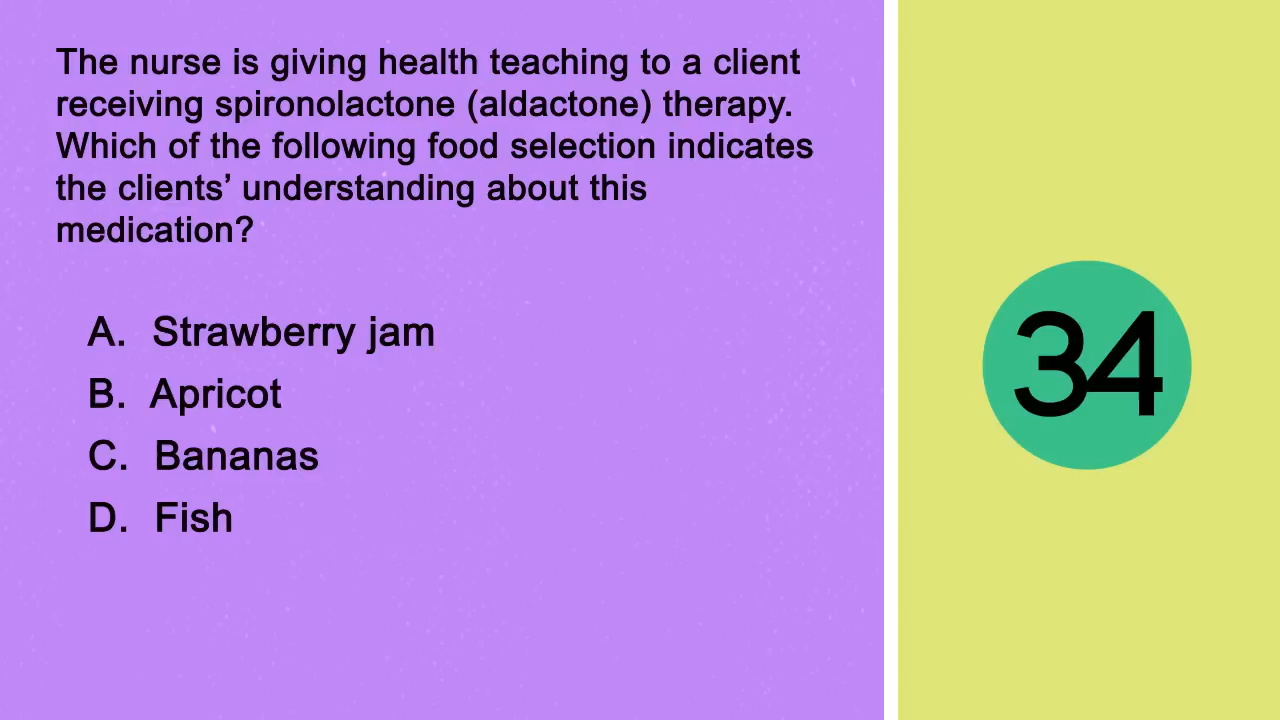 The nurse is giving health teaching to a client
receiving spironolactone (aldactone) therapy.
Which of the following food selection indicates
the clients’ understanding about this
medication?
A. Strawberry jam
B. Apricot
C. Bananas
D. Fish
34